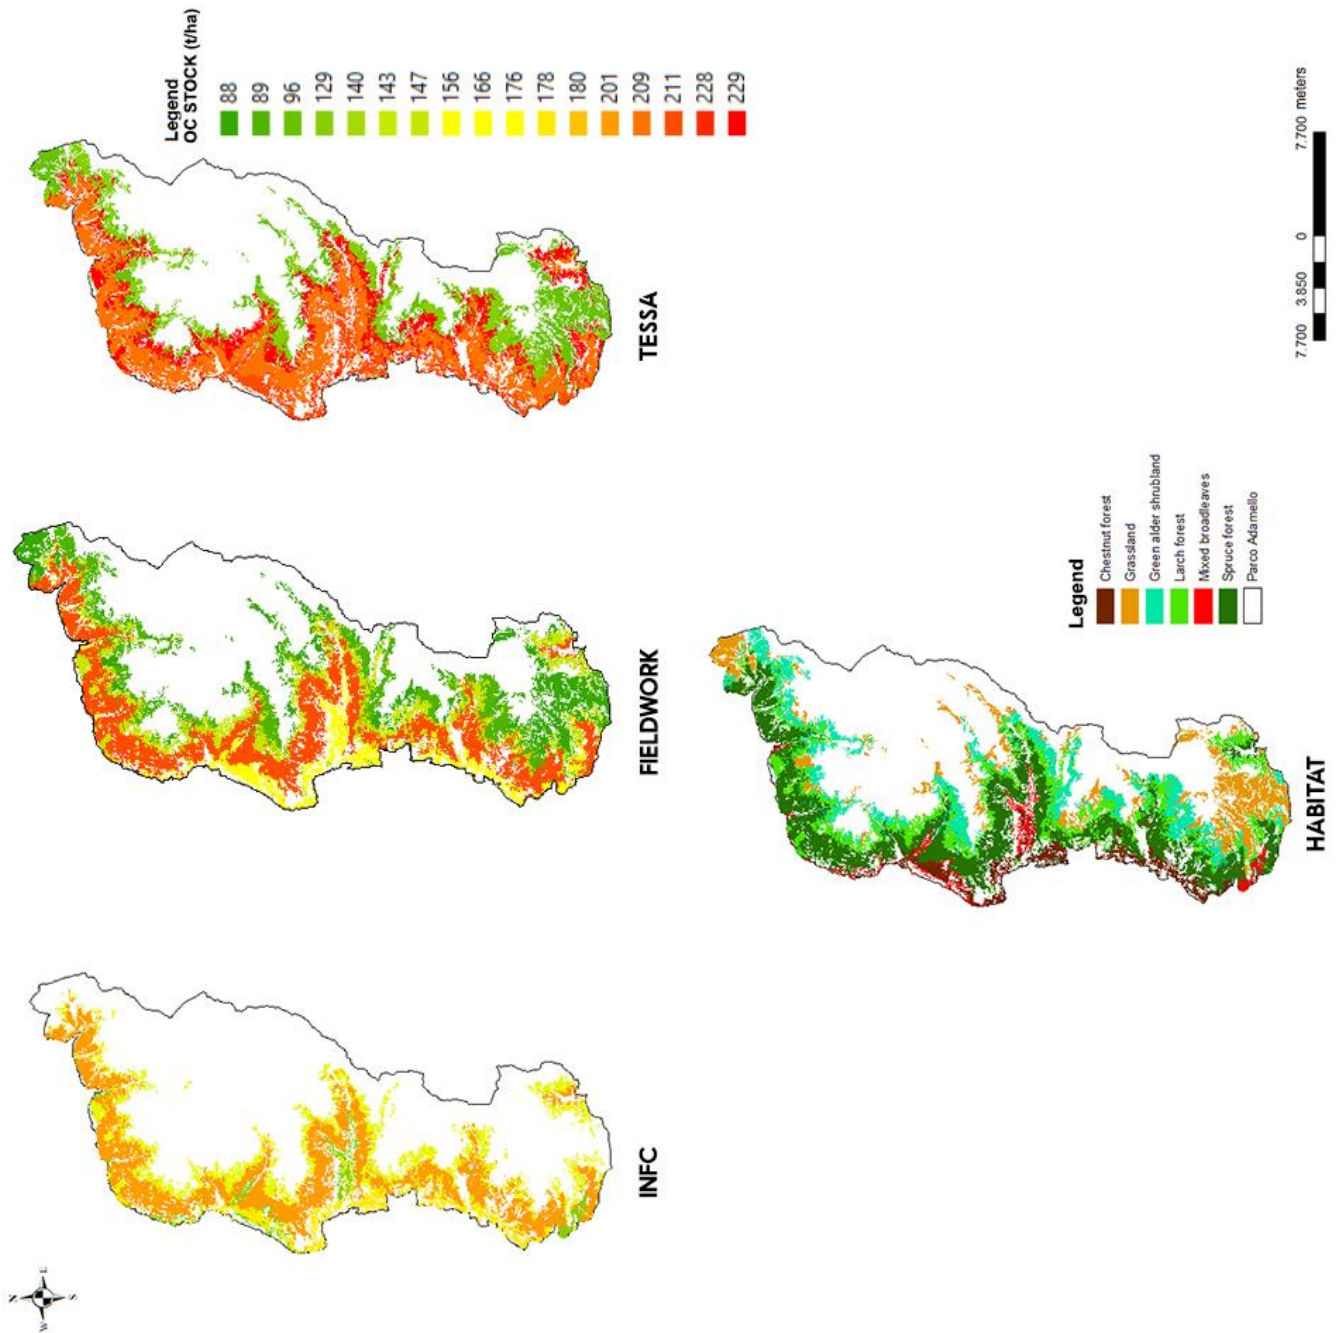 N
W
S
INFC
FIELDWORK
TESSA
Legend
OC STOCK (t/ha)
88
89
96
129
140
143
147
156
166
176
178
180
201
209
211
228
229
HABITAT
Legend
Chestnut forest
Grassland
Green alder shrubland
Larch forest
Mixed broadleaves
Spruce forest
Parco Adamello
7.700 3.850 0 7.700 meters